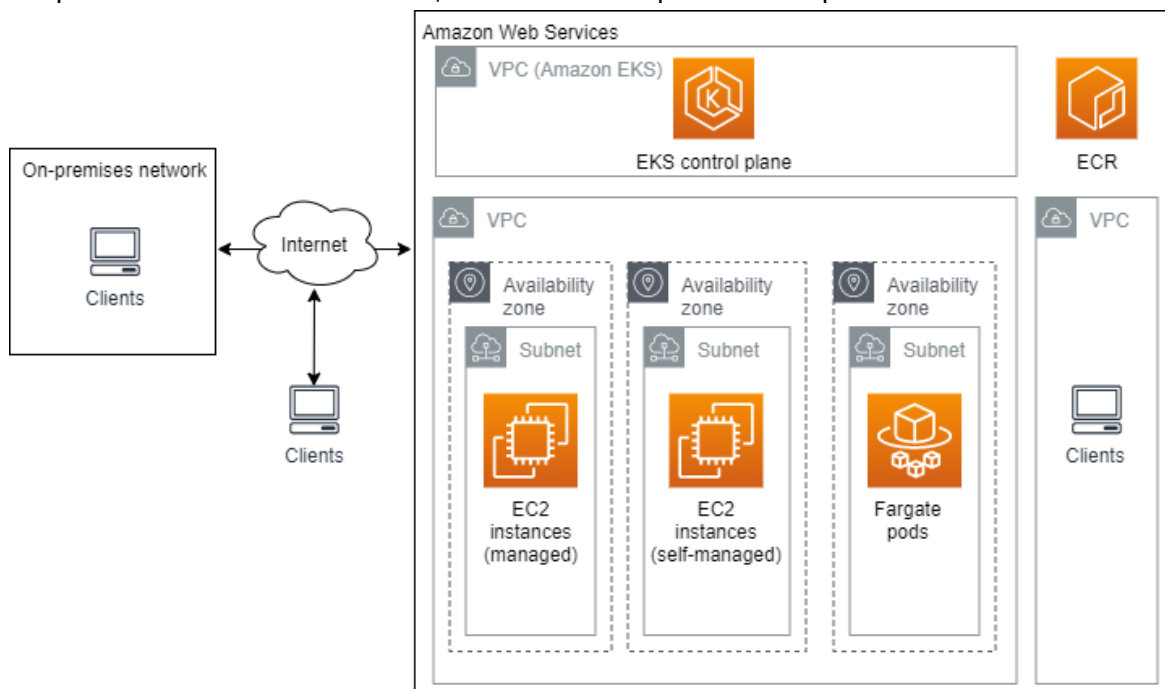 Amazon Web Services
VPC (Amazon EKS)
EKS control plane
ECR
On-premises network
Clients
Internet
Clients
VPC
Availability
zone
Subnet
EC2
instances
(managed)
Availability
zone
Subnet
EC2
instances
(self-managed)
Availability
zone
Subnet
Fargate
pods
VPC
Clients